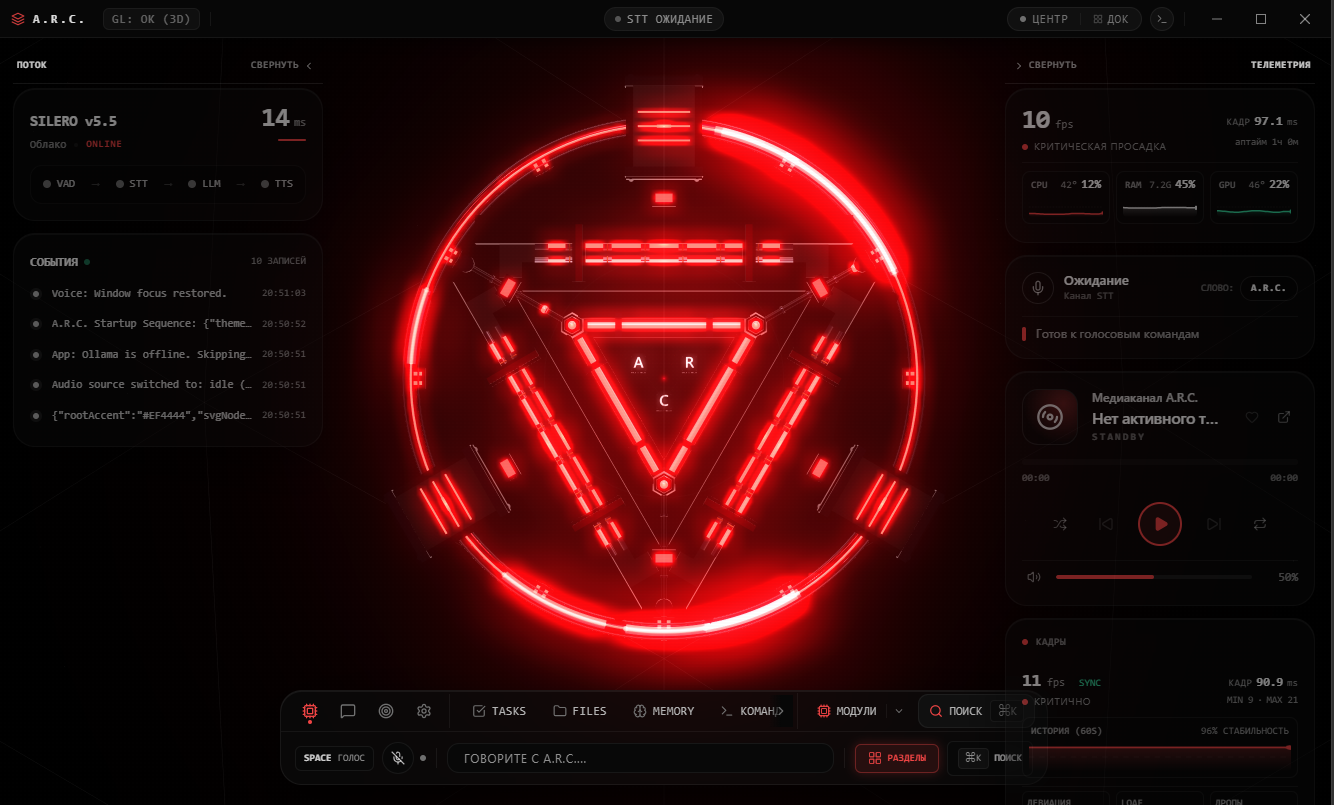 A.R.C. GL: OK (3D) STT ОЖИДАНИЕ ЦЕНТР ДОК
ПОТОК СВЕРНУТЬ
SILERO v5.5 14 ms
Облако · ONLINE
VAD → STT → LLM → TTS
СОБЫТИЯ 10 ЗАПИСЕЙ
Voice: Window focus restored. 20:51:03
A.R.C. Startup Sequence: {"theme… 20:50:52
App: Ollama is offline. Skipping… 20:50:51
Audio source switched to: idle (… 20:50:51
{"rootAccent":"#EF4444","svgNode… 20:50:51
A R
C
СВЕРНУТЬ ТЕЛЕМЕТРИЯ
10 fps КАДР 97.1 ms
КРИТИЧЕСКАЯ ПРОСАДКА аптайм 1ч 0м
CPU 42° 12% RAM 7.2G 45% GPU 46° 22%
Ожидание
Канал STT
СЛОВО: A.R.C.
Готов к голосовым командам
Медиаканал A.R.C.
Нет активного т…
STANDBY
00:00 00:00
50%
КАДРЫ
11 fps SYNC КАДР 90.9 ms
КРИТИЧНО MIN 9 · MAX 21
ИСТОРИЯ (60S) 96% СТАБИЛЬНОСТЬ
ДЕВИАЦИЯ LOAF ДРОПЫ
TASKS FILES MEMORY КОМАНД МОДУЛИ ПОИСК ⌘K
SPACE ГОЛОС ГОВОРИТЕ С A.R.C.… РАЗДЕЛЫ ⌘K ПОИСК